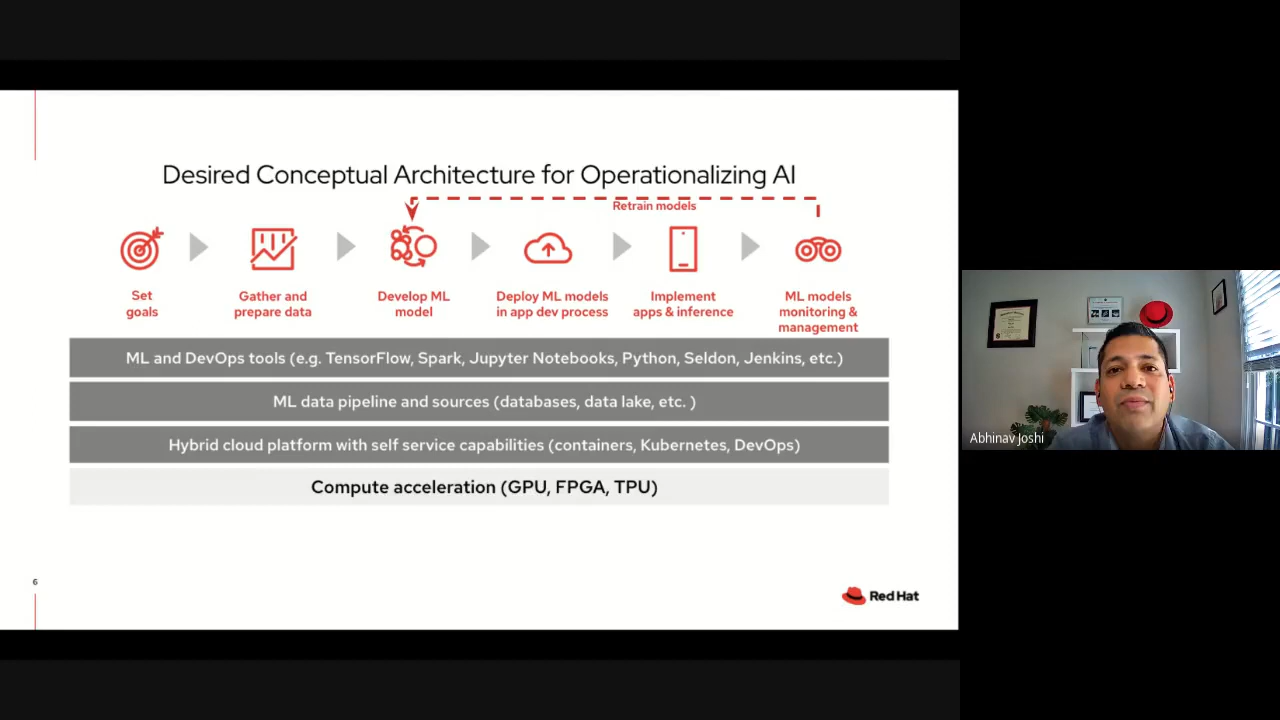 Desired Conceptual Architecture for Operationalizing AI
Retrain models
Set
goals
Gather and
prepare data
Develop ML
model
Deploy ML models
in app dev process
Implement
apps & inference
ML models
monitoring &
management
ML and DevOps tools (e.g. TensorFlow, Spark, Jupyter Notebooks, Python, Seldon, Jenkins, etc.)
ML data pipeline and sources (databases, data lake, etc. )
Hybrid cloud platform with self service capabilities (containers, Kubernetes, DevOps)
Compute acceleration (GPU, FPGA, TPU)
6
Red Hat
Abhinav Joshi